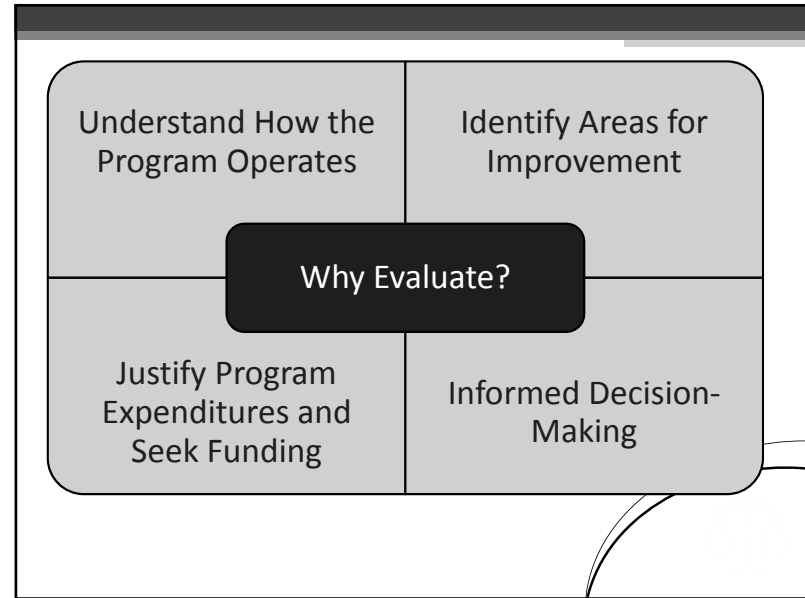 Understand How the
Program Operates
Identify Areas for
Improvement
Why Evaluate?
Justify Program
Expenditures and
Seek Funding
Informed Decision-
Making